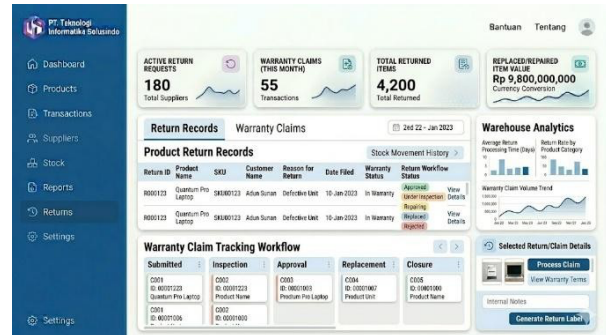 PT. Teknologi
Informatika Solusindo
Bantuan Tentang
Dashboard
Products
Transactions
Suppliers
Stock
Reports
Returns
Settings
Settings
ACTIVE RETURN
REQUESTS
180
Total Suppliers
WARRANTY CLAIMS
(THIS MONTH)
55
Transactions
TOTAL RETURNED
ITEMS
4,200
Total Returned
REPLACED/REPAIRED
ITEM VALUE
Rp 9,800,000,000
Currency Conversion
Return Records Warranty Claims
2ed 22 - Jan 2023
Product Return Records
Stock Movement History >
Return ID Product Name SKU Customer Name Reason for Return Date Filed Warranty Status Return Workflow Status
R000123 Quantum Pro Laptop SKU00123 Adun Sunan Defective Unit 10-Jan-2023 In Warranty
Approved
Under Inspection
Repairing
View Details
R000123 Quantum Pro Laptop SKU00123 Adun Sunan Defective Unit 10-Jan-2023 In Warranty
Replaced
Rejected
View Details
Warranty Claim Tracking Workflow
Submitted Inspection Approval Replacement Closure
C001
ID: 00001223
Quantum Pro Laptop
C002
ID: 00001223
Product Name
C003
ID: 00001003
Predium Pro Laptop
C004
ID: 00001007
Product Unit
C005
ID: 00001000
Product Name
C001
ID: 00001006
C002
ID: 00001000
Warehouse Analytics
Average Return
Processing Time (Days)
Return Rate by
Product Category
Warranty Claim Volume Trend
Selected Return/Claim Details
Process Claim
View Warranty Terms
Internal Notes
Generate Return Label